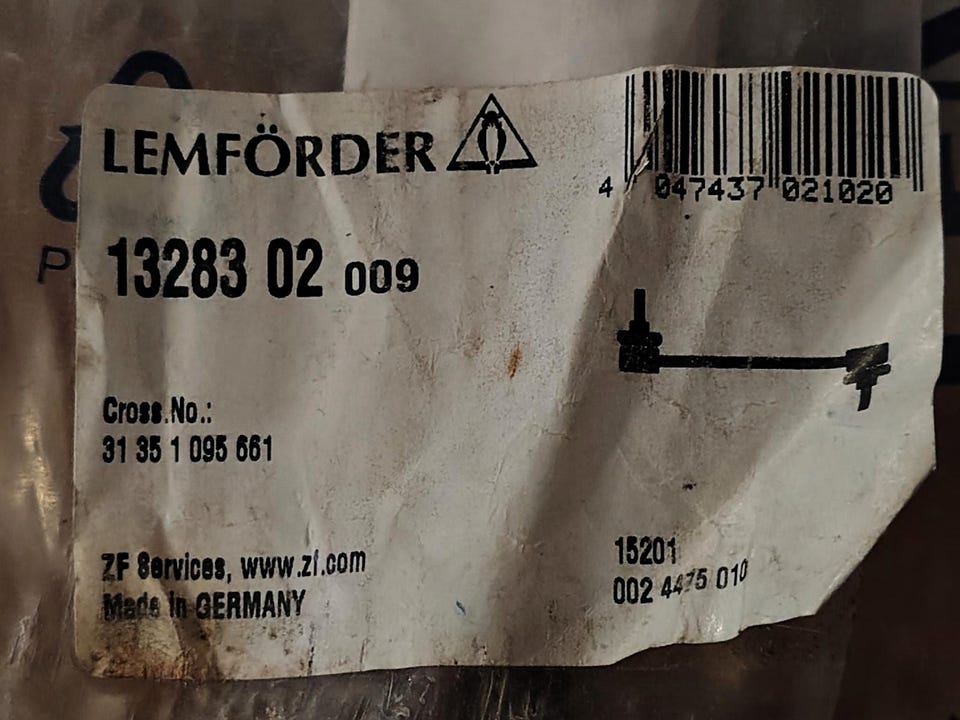 LEMFÖRDER
4 047437 021020
13283 02 009
Cross.No.:
31 35 1 095 661
ZF Services, www.zf.com
Made in GERMANY
15201
002 4475 010
P